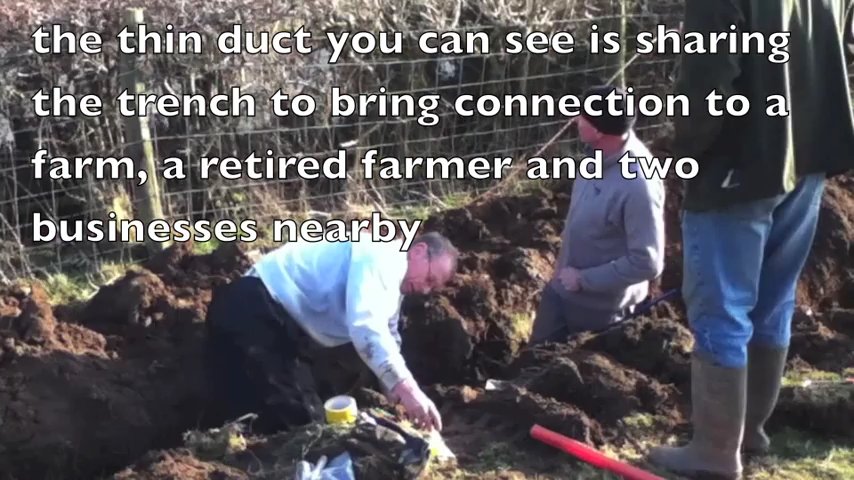 the thin duct you can see is sharing
the trench to bring connection to a
farm, a retired farmer and two
businesses nearby